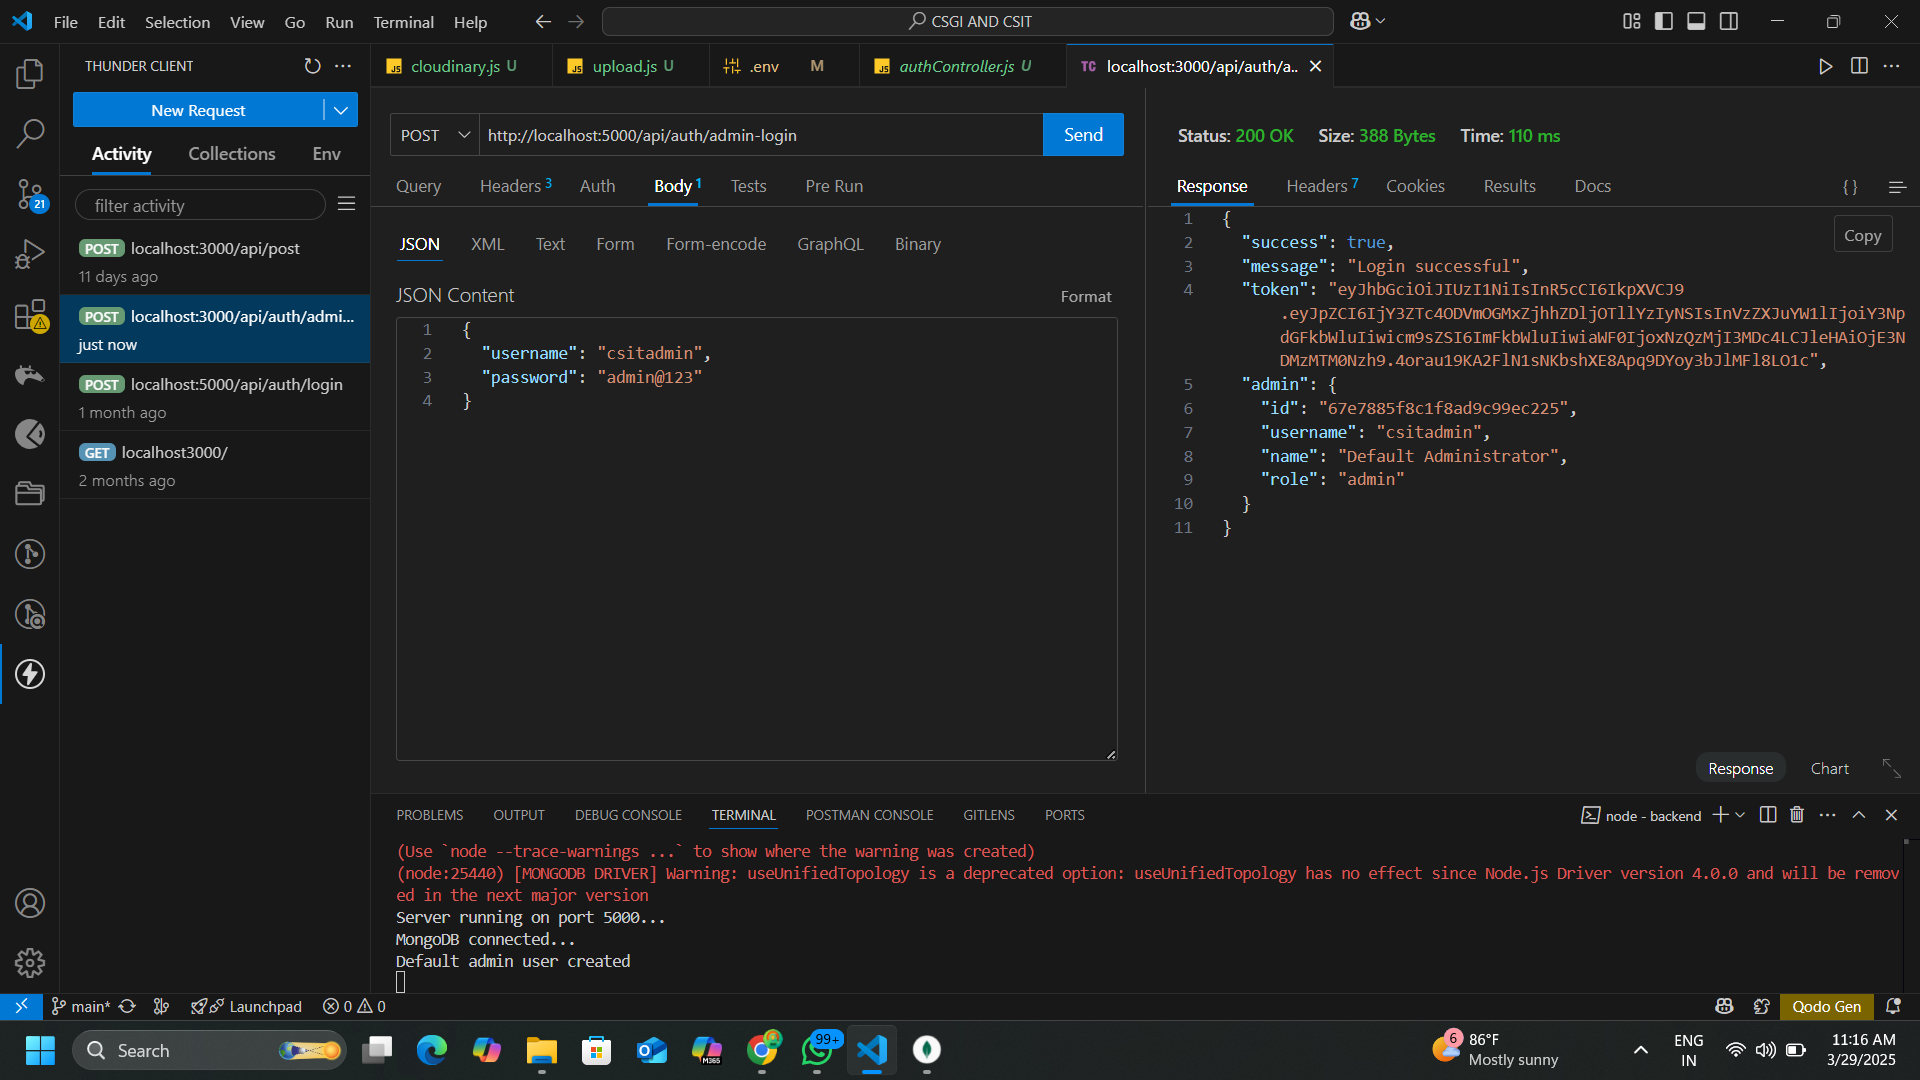 File Edit Selection View Go Run Terminal Help
CSGI AND CSIT
THUNDER CLIENT
New Request
Activity Collections Env
filter activity
POST localhost:3000/api/post
11 days ago
POST localhost:3000/api/auth/admi...
just now
POST localhost:5000/api/auth/login
1 month ago
GET localhost3000/
2 months ago
21
JS cloudinary.js U
JS upload.js U
.env M
JS authController.js U
TC localhost:3000/api/auth/a..
POST http://localhost:5000/api/auth/admin-login Send
Query Headers 3 Auth Body 1 Tests Pre Run
JSON XML Text Form Form-encode GraphQL Binary
JSON Content
Format
1 {
2 "username": "csitadmin",
3 "password": "admin@123"
4 }
Status: 200 OK Size: 388 Bytes Time: 110 ms
Response Headers 7 Cookies Results Docs { }
Copy
1 {
2 "success": true,
3 "message": "Login successful",
4 "token": "eyJhbGciOiJIUzI1NiIsInR5cCI6IkpXVCJ9
.eyJpZCI6IjY3ZTc4ODVmOGMxZjhhZDljOTllYzIyNSIsInVzZXJuYW1lIjoiY3Np
dGFkbWluIiwicm9sZSI6ImFkbWluIiwiaWF0IjoxNzQzMjI3MDc4LCJleHAiOjE3N
DMzMTM0Nzh9.4orau19KA2FlN1sNKbshXE8Apq9DYoy3bJlMFl8LO1c",
5 "admin": {
6 "id": "67e7885f8c1f8ad9c99ec225",
7 "username": "csitadmin",
8 "name": "Default Administrator",
9 "role": "admin"
10 }
11 }
Response Chart
PROBLEMS OUTPUT DEBUG CONSOLE TERMINAL POSTMAN CONSOLE GITLENS PORTS
node - backend
(Use `node --trace-warnings ...` to show where the warning was created)
(node:25440) [MONGODB DRIVER] Warning: useUnifiedTopology is a deprecated option: useUnifiedTopology has no effect since Node.js Driver version 4.0.0 and will be remov
ed in the next major version
Server running on port 5000...
MongoDB connected...
Default admin user created
main* Launchpad 0 0
Qodo Gen
Search
M365
99+
6
86°F
Mostly sunny
ENG
IN
11:16 AM
3/29/2025